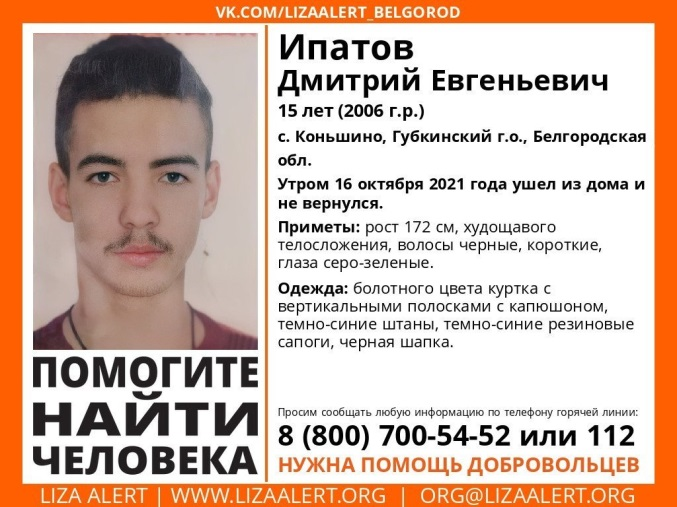 VK.COM/LIZAALERT_BELGOROD
Ипатов
Дмитрий Евгеньевич
15 лет (2006 г.р.)
с. Коньшино, Губкинский г.о., Белгородская
обл.
Утром 16 октября 2021 года ушел из дома и
не вернулся.
Приметы: рост 172 см, худощавого
телосложения, волосы черные, короткие,
глаза серо-зеленые.
Одежда: болотного цвета куртка с
вертикальными полосками с капюшоном,
темно-синие штаны, темно-синие резиновые
сапоги, черная шапка.
ПОМОГИТЕ
НАЙТИ
ЧЕЛОВЕКА
Просим сообщать любую информацию по телефону горячей линии:
8 (800) 700-54-52 или 112
НУЖНА ПОМОЩЬ ДОБРОВОЛЬЦЕВ
LIZA ALERT | WWW.LIZAALERT.ORG | ORG@LIZAALERT.ORG